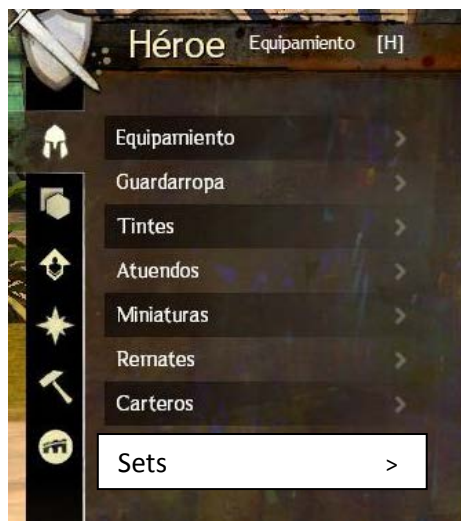 Héroe Equipamiento [H]
Equipamiento >
Guardarropa >
Tintes >
Atuendos >
Miniaturas >
Remates >
Carteros >
Sets >